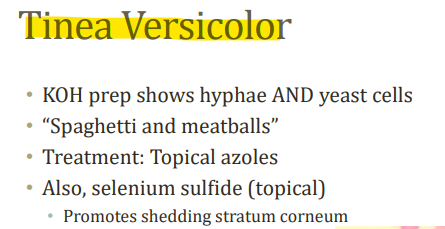 Tinea Versicolor
• KOH prep shows hyphae AND yeast cells
• “Spaghetti and meatballs”
• Treatment: Topical azoles
• Also, selenium sulfide (topical)
• Promotes shedding stratum corneum